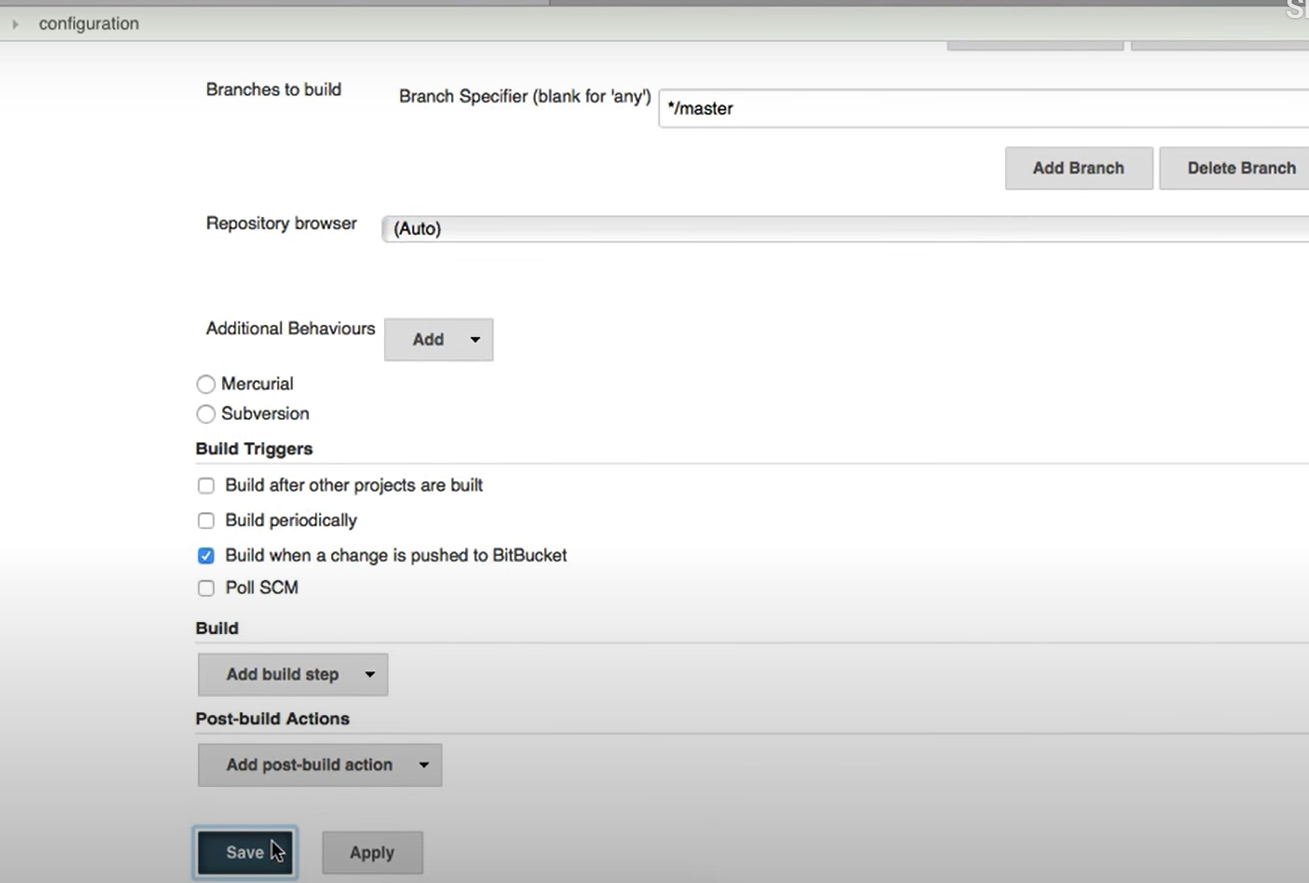 configuration
Branches to build
Branch Specifier (blank for 'any')
*/master
Add Branch
Delete Branch
Repository browser
(Auto)
Additional Behaviours
Add
Mercurial
Subversion
Build Triggers
Build after other projects are built
Build periodically
Build when a change is pushed to BitBucket
Poll SCM
Build
Add build step
Post-build Actions
Add post-build action
Save
Apply